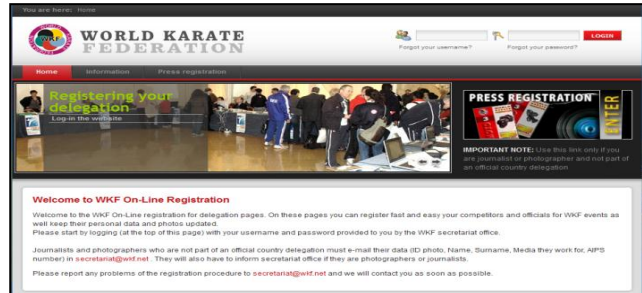 You are here: Home
WORLD KARATE
FEDERATION
LOGIN
Forgot your username?
Forgot your password?
Home
Information
Press registration
Registering your
delegation
Log-in the website
PRESS REGISTRATION
ENTER
IMPORTANT NOTE: Use this link only if you
are journalist or photographer and not part of
an official country delegation
Welcome to WKF On-Line Registration
Welcome to the WKF On-Line registration for delegation pages. On these pages you can register fast and easy your competitors and officials for WKF events as
well keep their personal data and photos updated.
Please start by logging (at the top of this page) with your username and password provided to you by the WKF secretariat office.
Journalists and photographers who are not part of an official country delegation must e-mail their data (ID photo, Name, Surname, Media they work for, AIPS
number) in secretariat@wkf.net . They will also have to inform secretariat office if they are photographers or journalists.
Please report any problems of the registration procedure to secretariat@wkf.net and we will contact you as soon as possible.